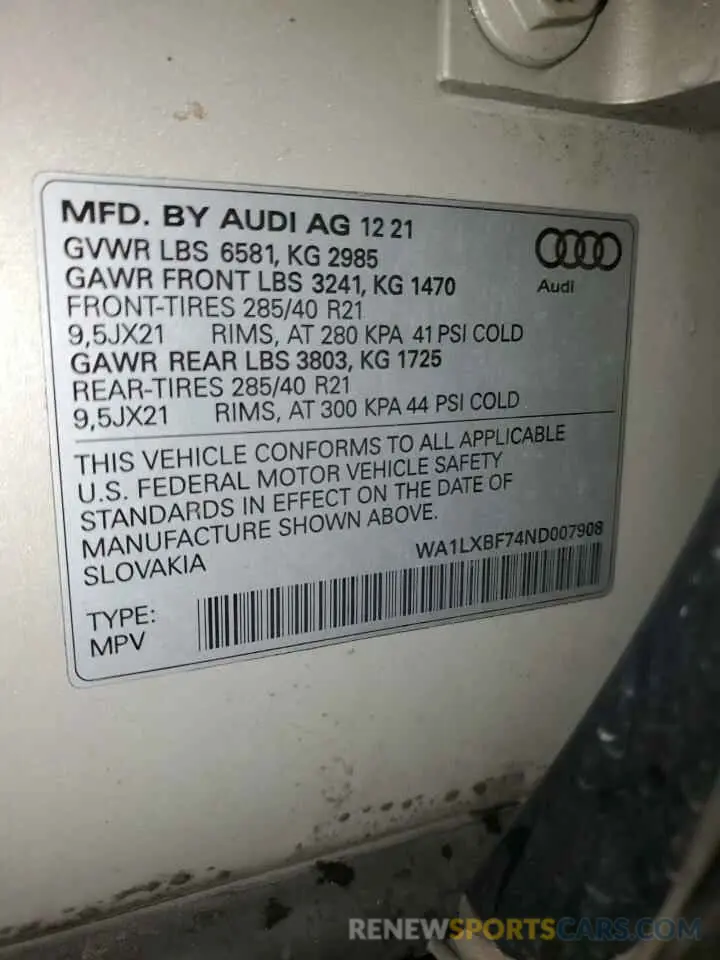 MFD. BY AUDI AG 12 21
GVWR LBS 6581, KG 2985
GAWR FRONT LBS 3241, KG 1470
FRONT-TIRES 285/40 R21
9,5JX21 RIMS, AT 280 KPA 41 PSI COLD
GAWR REAR LBS 3803, KG 1725
REAR-TIRES 285/40 R21
9,5JX21 RIMS, AT 300 KPA 44 PSI COLD
Audi
THIS VEHICLE CONFORMS TO ALL APPLICABLE
U.S. FEDERAL MOTOR VEHICLE SAFETY
STANDARDS IN EFFECT ON THE DATE OF
MANUFACTURE SHOWN ABOVE.
SLOVAKIA
WA1LXBF74ND007908
TYPE:
MPV
RENEWSPORTSCARS.COM